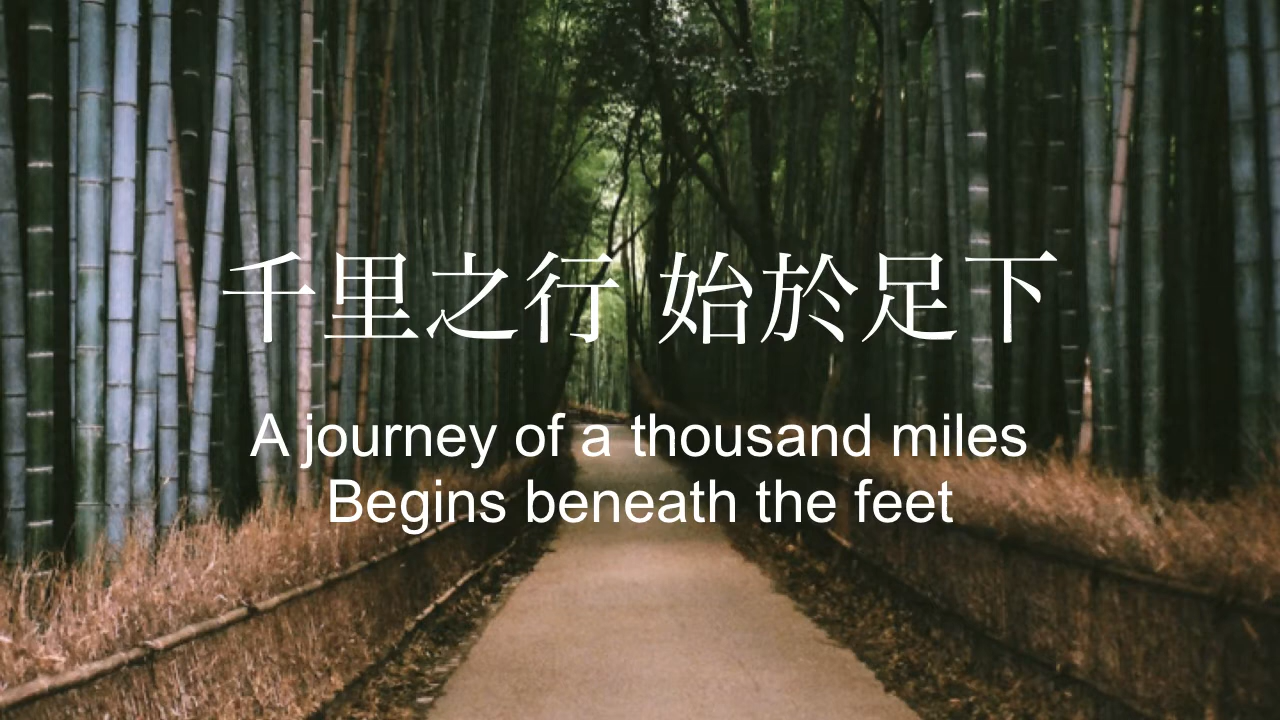 千里之行 始於足下
A journey of a thousand miles
Begins beneath the feet